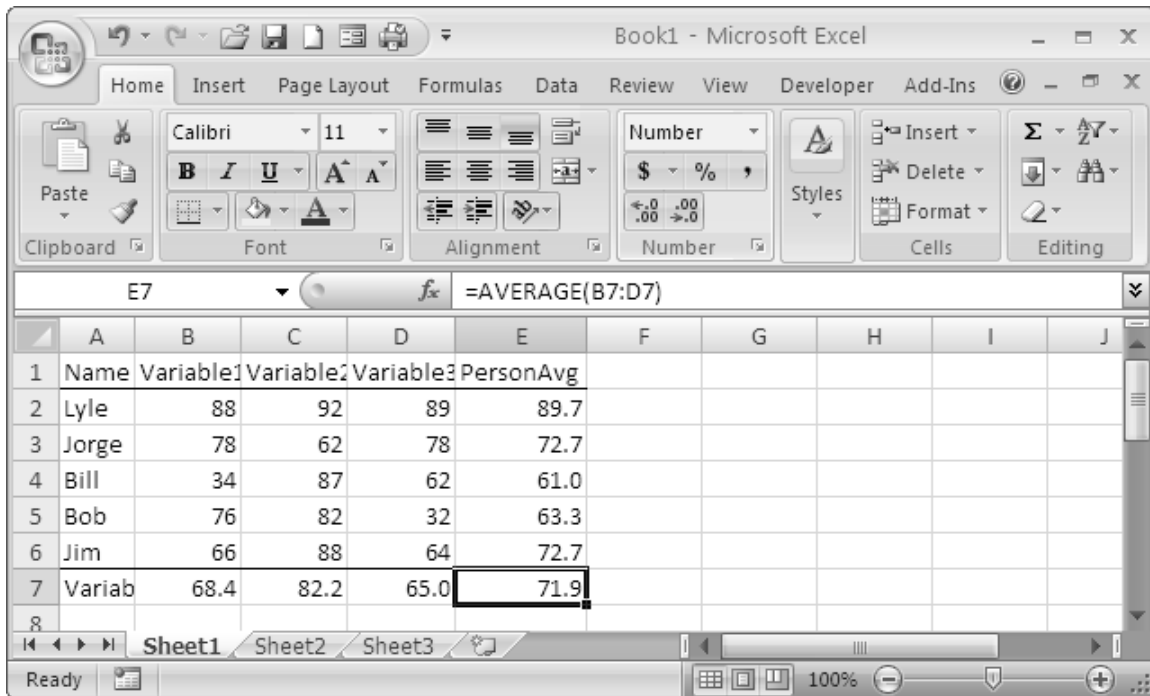 Book1 - Microsoft Excel
Home Insert Page Layout Formulas Data Review View Developer Add-Ins
Paste
Clipboard
Calibri 11
B I U A A
A
Font
Alignment
Number
$ % ,
.0 .00 .00 .0
Number
A
Styles
Insert
Delete
Format
Cells
Σ A Z
Editing
E7 fx =AVERAGE(B7:D7)
A B C D E F G H I J
1 Name Variable1 Variable2 Variable3 PersonAvg
2 Lyle 88 92 89 89.7
3 Jorge 78 62 78 72.7
4 Bill 34 87 62 61.0
5 Bob 76 82 32 63.3
6 Jim 66 88 64 72.7
7 Variab 68.4 82.2 65.0 71.9
8
Sheet1 Sheet2 Sheet3
Ready 100%